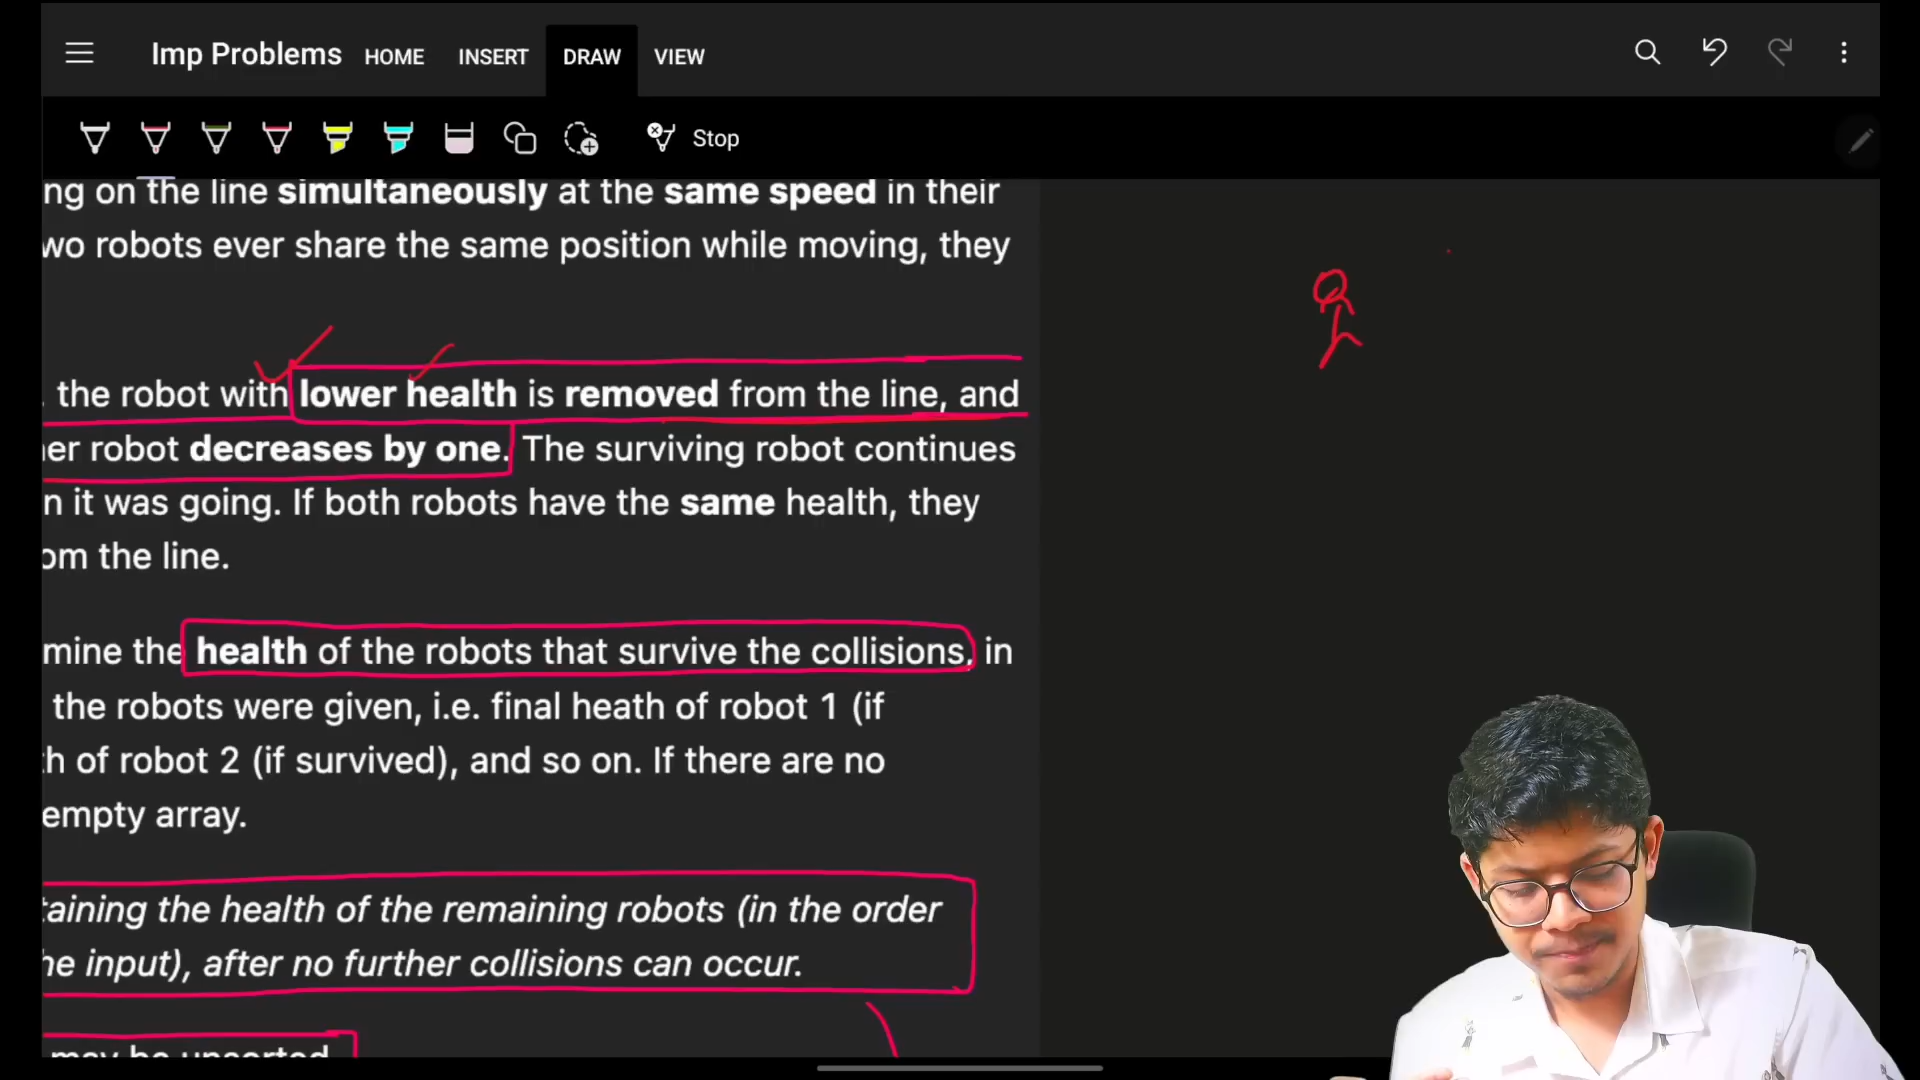 Imp Problems HOME INSERT DRAW VIEW
Stop
ng on the line simultaneously at the same speed in their
wo robots ever share the same position while moving, they
. the robot with lower health is removed from the line, and
er robot decreases by one. The surviving robot continues
n it was going. If both robots have the same health, they
om the line.
mine the health of the robots that survive the collisions, in
the robots were given, i.e. final heath of robot 1 (if
h of robot 2 (if survived), and so on. If there are no
empty array.
taining the health of the remaining robots (in the order
he input), after no further collisions can occur.
may be unsorted.